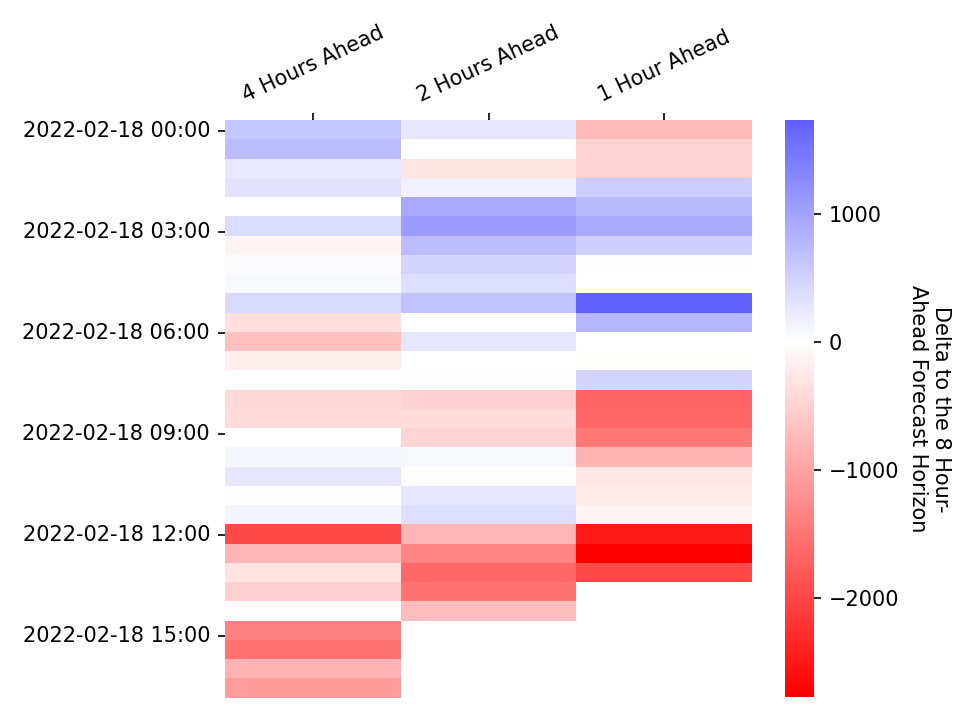 4 Hours Ahead
2 Hours Ahead
1 Hour Ahead
2022-02-18 00:00
2022-02-18 03:00
2022-02-18 06:00
2022-02-18 09:00
2022-02-18 12:00
2022-02-18 15:00
1000
0
−1000
−2000
Delta to the 8 Hour-
Ahead Forecast Horizon